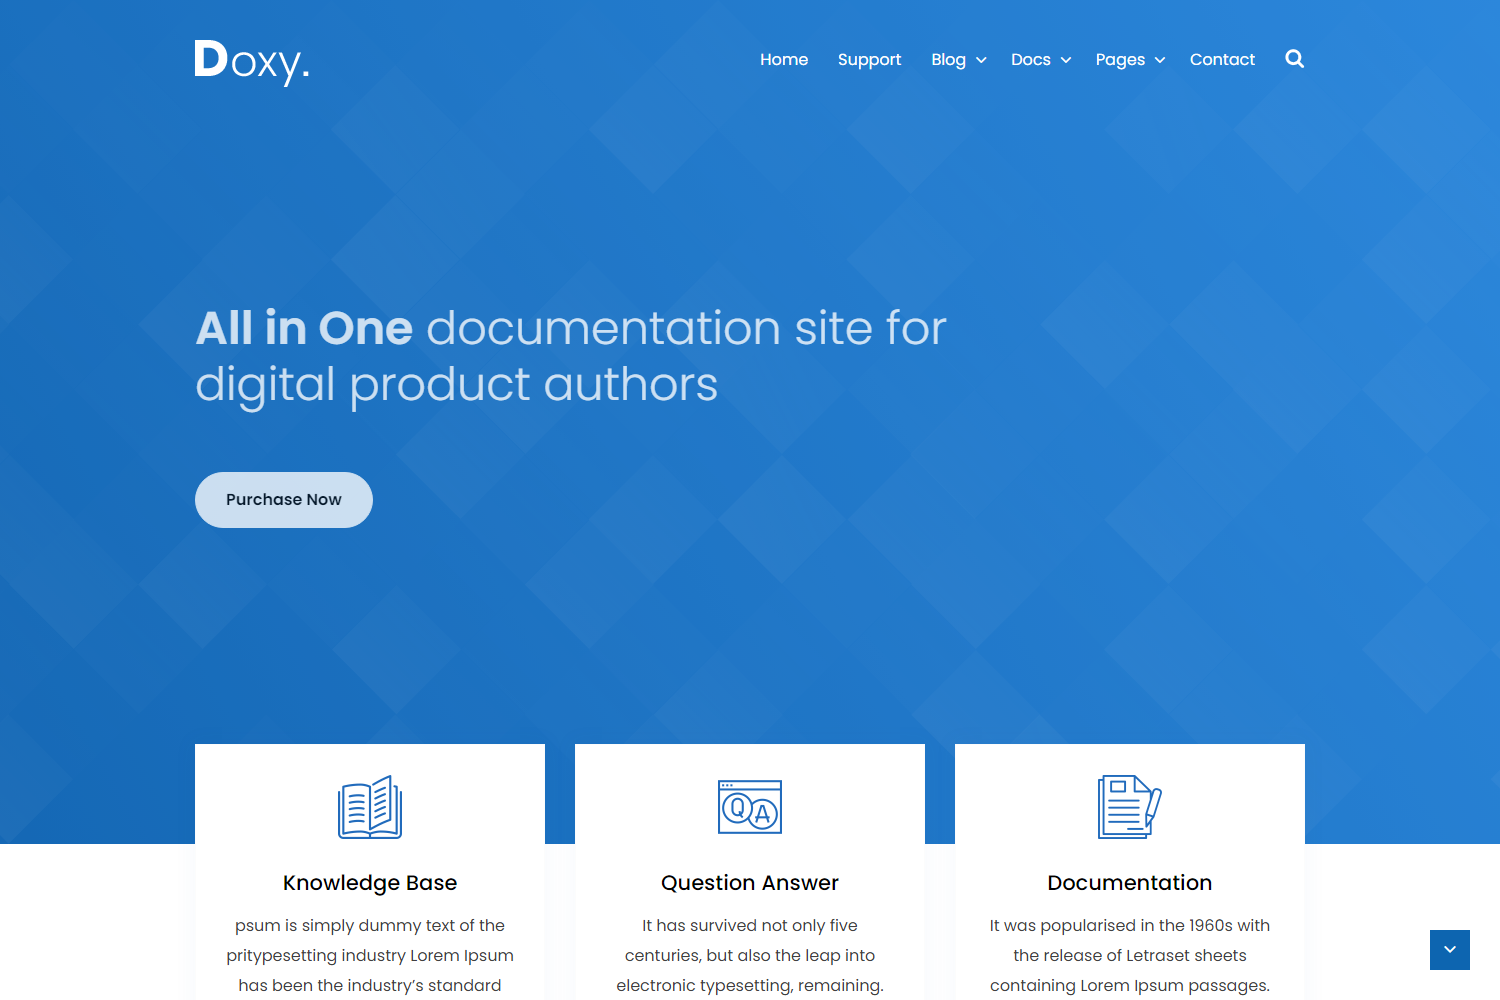 Doxy.
Home Support Blog Docs Pages Contact
All in One documentation site for
digital product authors
Purchase Now
Q A
Knowledge Base
psum is simply dummy text of the
pritypesetting industry Lorem Ipsum
has been the industry’s standard
Question Answer
It has survived not only five
centuries, but also the leap into
electronic typesetting, remaining.
Documentation
It was popularised in the 1960s with
the release of Letraset sheets
containing Lorem Ipsum passages.